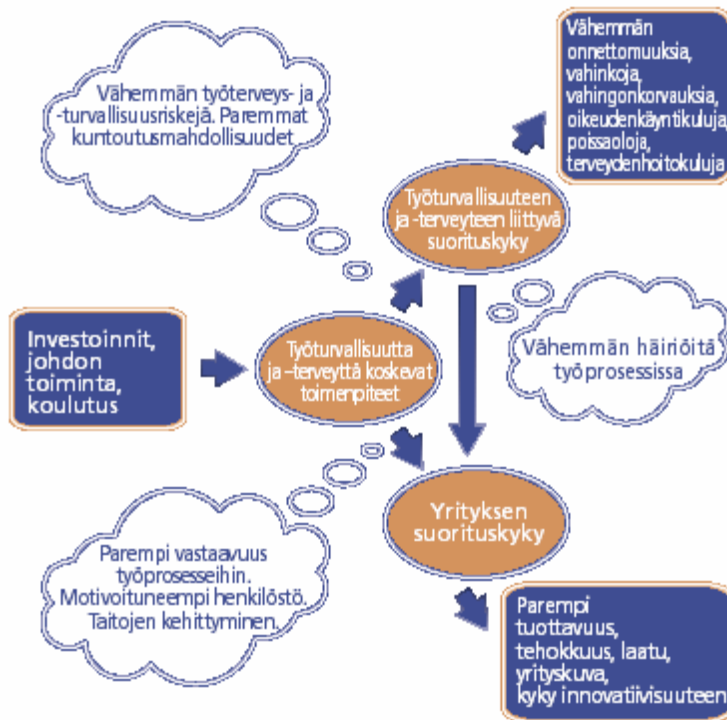 Vähemmän
onnettomuuksia,
vahinkoja,
vahingonkorvauksia,
oikeudenkäyntikuluja,
poissaoloja,
terveydenhoitokuluja
Vähemmän työterveys- ja
-turvallisuusriskejä. Paremmat
kuntoutusmahdollisuudet
Työturvallisuuteen
ja -terveyteen liittyvä
suorituskyky
Investoinnit,
johdon
toiminta,
koulutus
Työturvallisuutta
ja –terveyttä koskevat
toimenpiteet
Vähemmän häiriöitä
työprosessissa
Parempi vastaavuus
työprosesseihin.
Motivoituneempi henkilöstö.
Taitojen kehittyminen.
Yrityksen
suorituskyky
Parempi
tuottavuus,
tehokkuus, laatu,
yrityskuva,
kyky innovatiivisuuteen